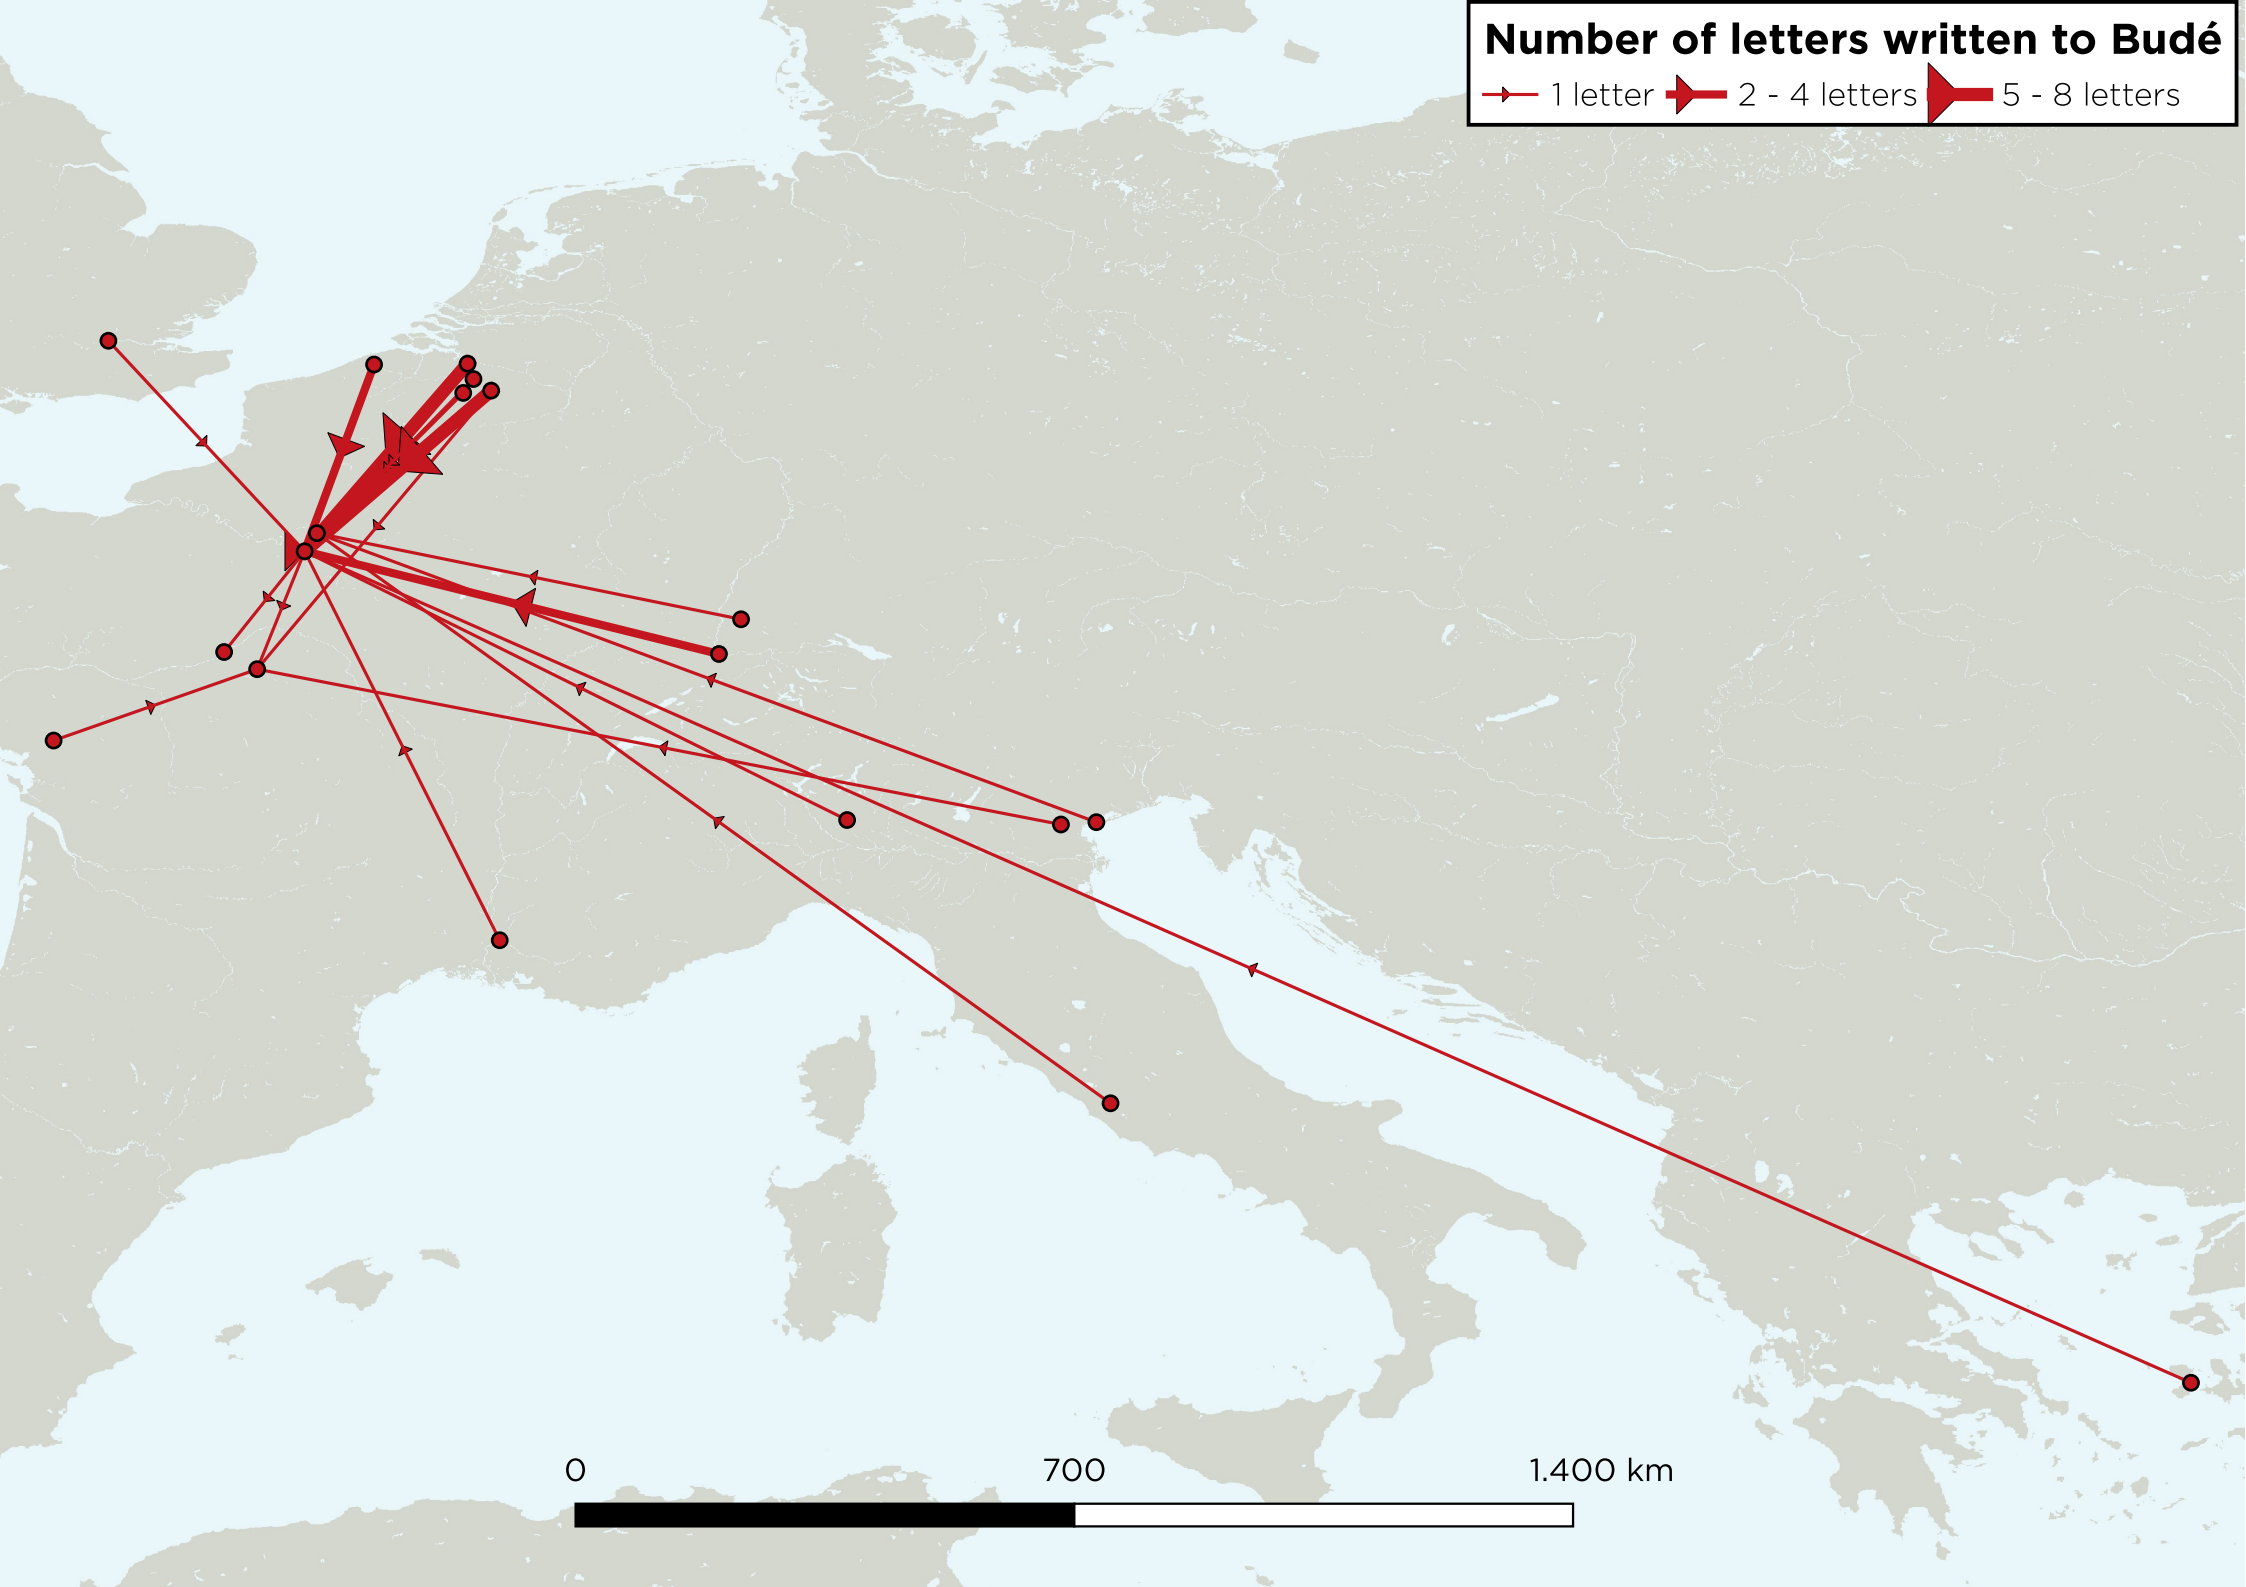 Number of letters written to Budé
1 letter 2 - 4 letters 5 - 8 letters
0 700 1.400 km